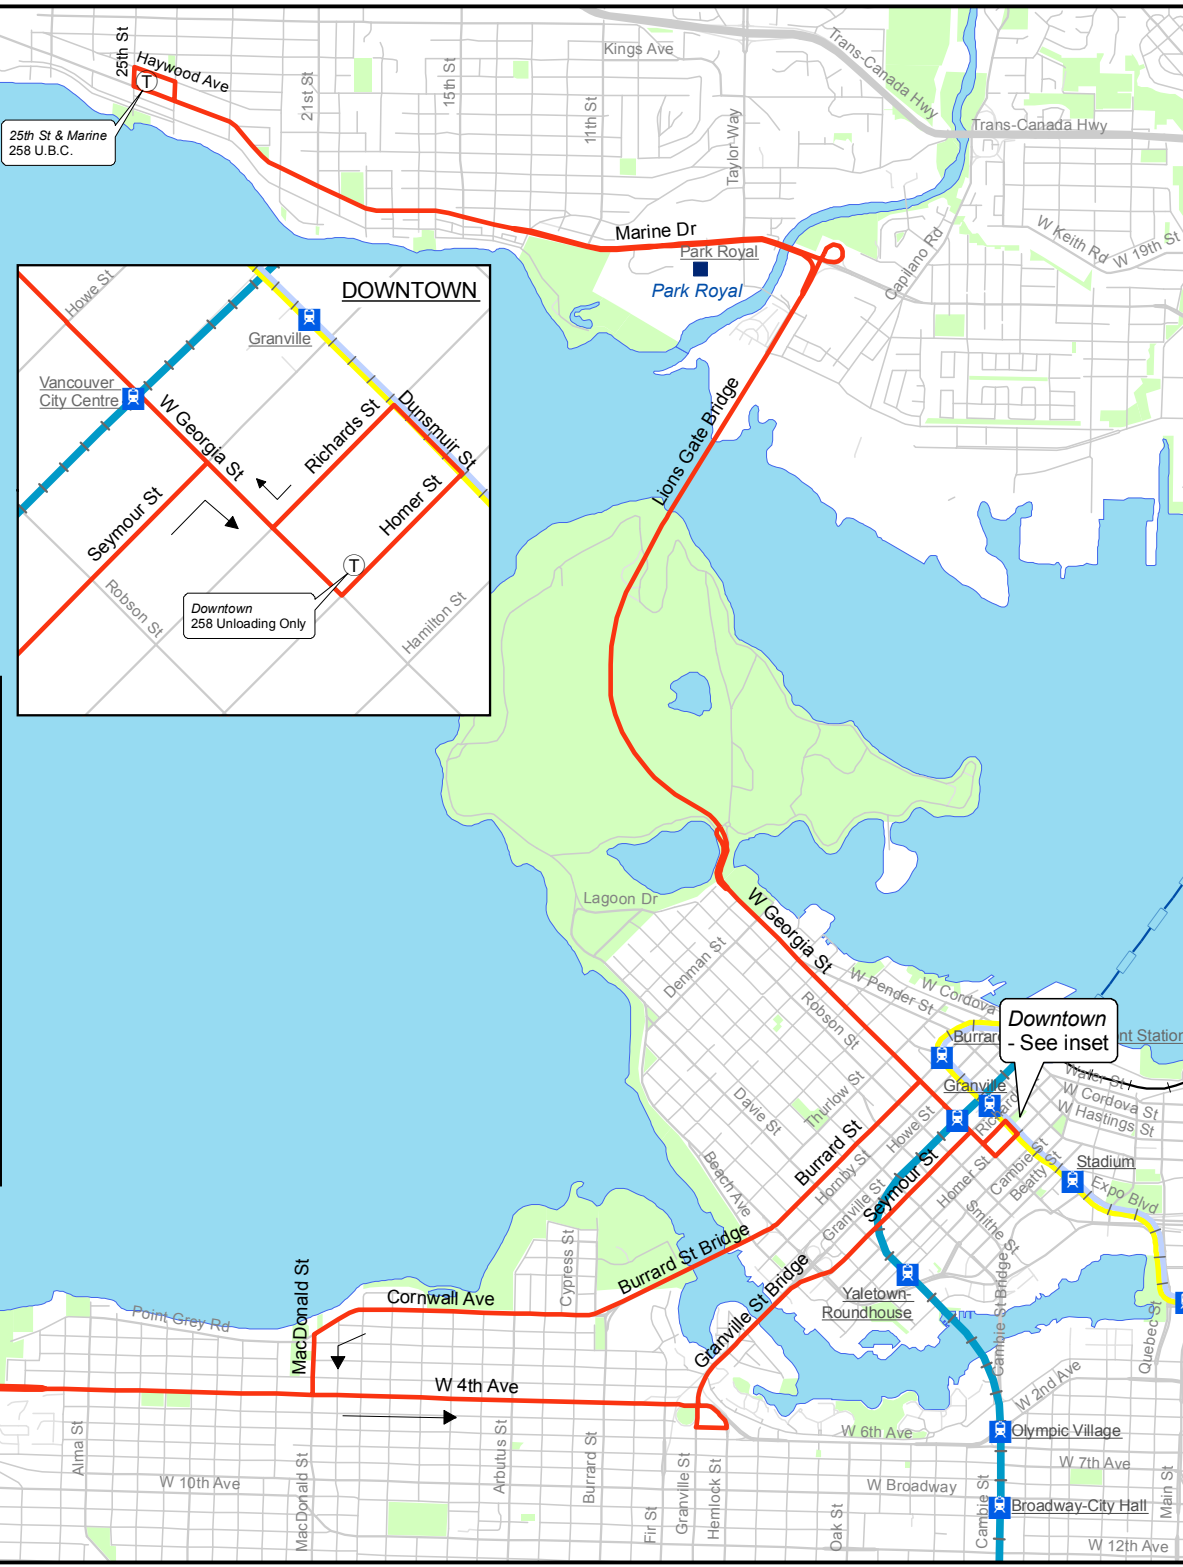 Kings Ave
Trans-Canada Hwy
25th St
Haywood Ave
21st St
15th St
11th St
Taylor Way
Trans-Canada Hwy
25th St & Marine
258 U.B.C.
Marine Dr
Park Royal
Park Royal
Capilano Rd
W Keith Rd
W 19th St
DOWNTOWN
Howe St
Granville
Vancouver
City Centre
W Georgia St
Richards St
Dunsmuir St
Seymour St
Homer St
Robson St
Downtown
258 Unloading Only
Hamilton St
Lions Gate Bridge
Lagoon Dr
W Georgia St
Denman St
Robson St
W Pender St
W Cordova
Downtown
- See inset
Burrar
nt Station
Granville
Water St
W Cordova St
W Hastings St
Richard
Davie St
Thurlow St
Howe St
Burrard St
Hornby St
Granville St
Seymour St
Homer St
Cambie St
Beatty St
Stadium
Expo Blvd
Smithe St
Beach Ave
Burrard St Bridge
Granville St Bridge
Yaletown-
Roundhouse
Cambie St Bridge
Quebec St
Cypress St
Cornwall Ave
MacDonald St
Point Grey Rd
W 4th Ave
W 2nd Ave
W 6th Ave
Olympic Village
W 7th Ave
W Broadway
Broadway-City Hall
W 10th Ave
W 12th Ave
Alma St
MacDonald St
Arbutus St
Burrard St
Fir St
Granville St
Hemlock St
Oak St
Cambie St
Main St